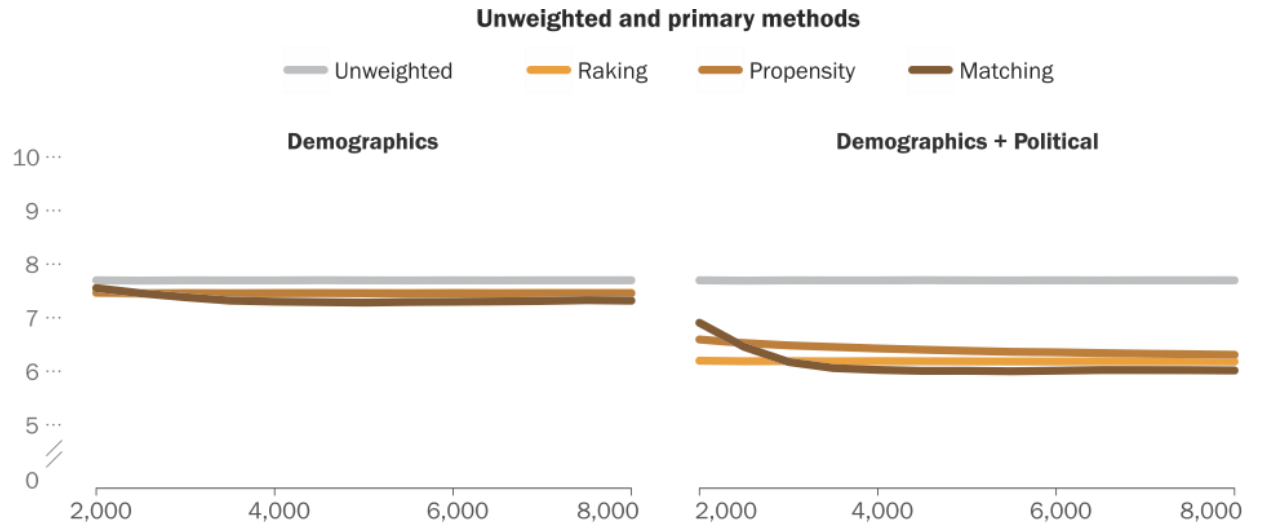 Unweighted and primary methods
Unweighted Raking Propensity Matching
Demographics Demographics + Political
10
9
8
7
6
5
0
2,000 4,000 6,000 8,000 2,000 4,000 6,000 8,000